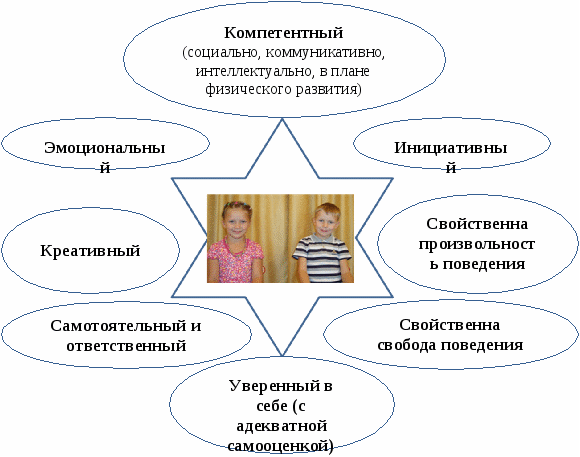 Компетентный
(социально, коммуникативно,
интеллектуально, в плане
физического развития)
Эмоциональны
й
Инициативны
й
Креативный
Свойственна
произвольност
ь поведения
Самотоятельный и
ответственный
Свойственна
свобода поведения
Уверенный в
себе (с
адекватной
самооценкой)